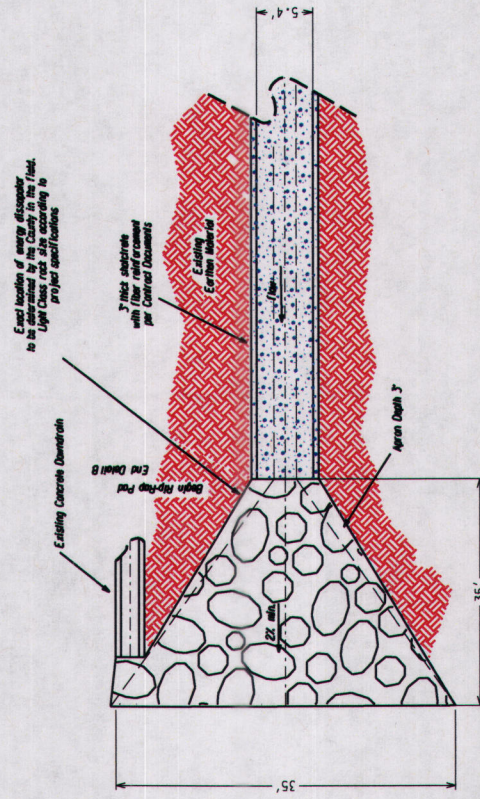 Exact location of energy dissipator
to be determined by the County in the field.
Light Class rock size according to
project specifications
Existing Concrete Downdrain
3" thick shotcrete
with fiber reinforcement
per Contract Documents
Existing
Earthen Material
5.4'
Flow
Begin Rip-Rap Pad
End Detail B
2% min.
Apron Depth 3'
35'
35'